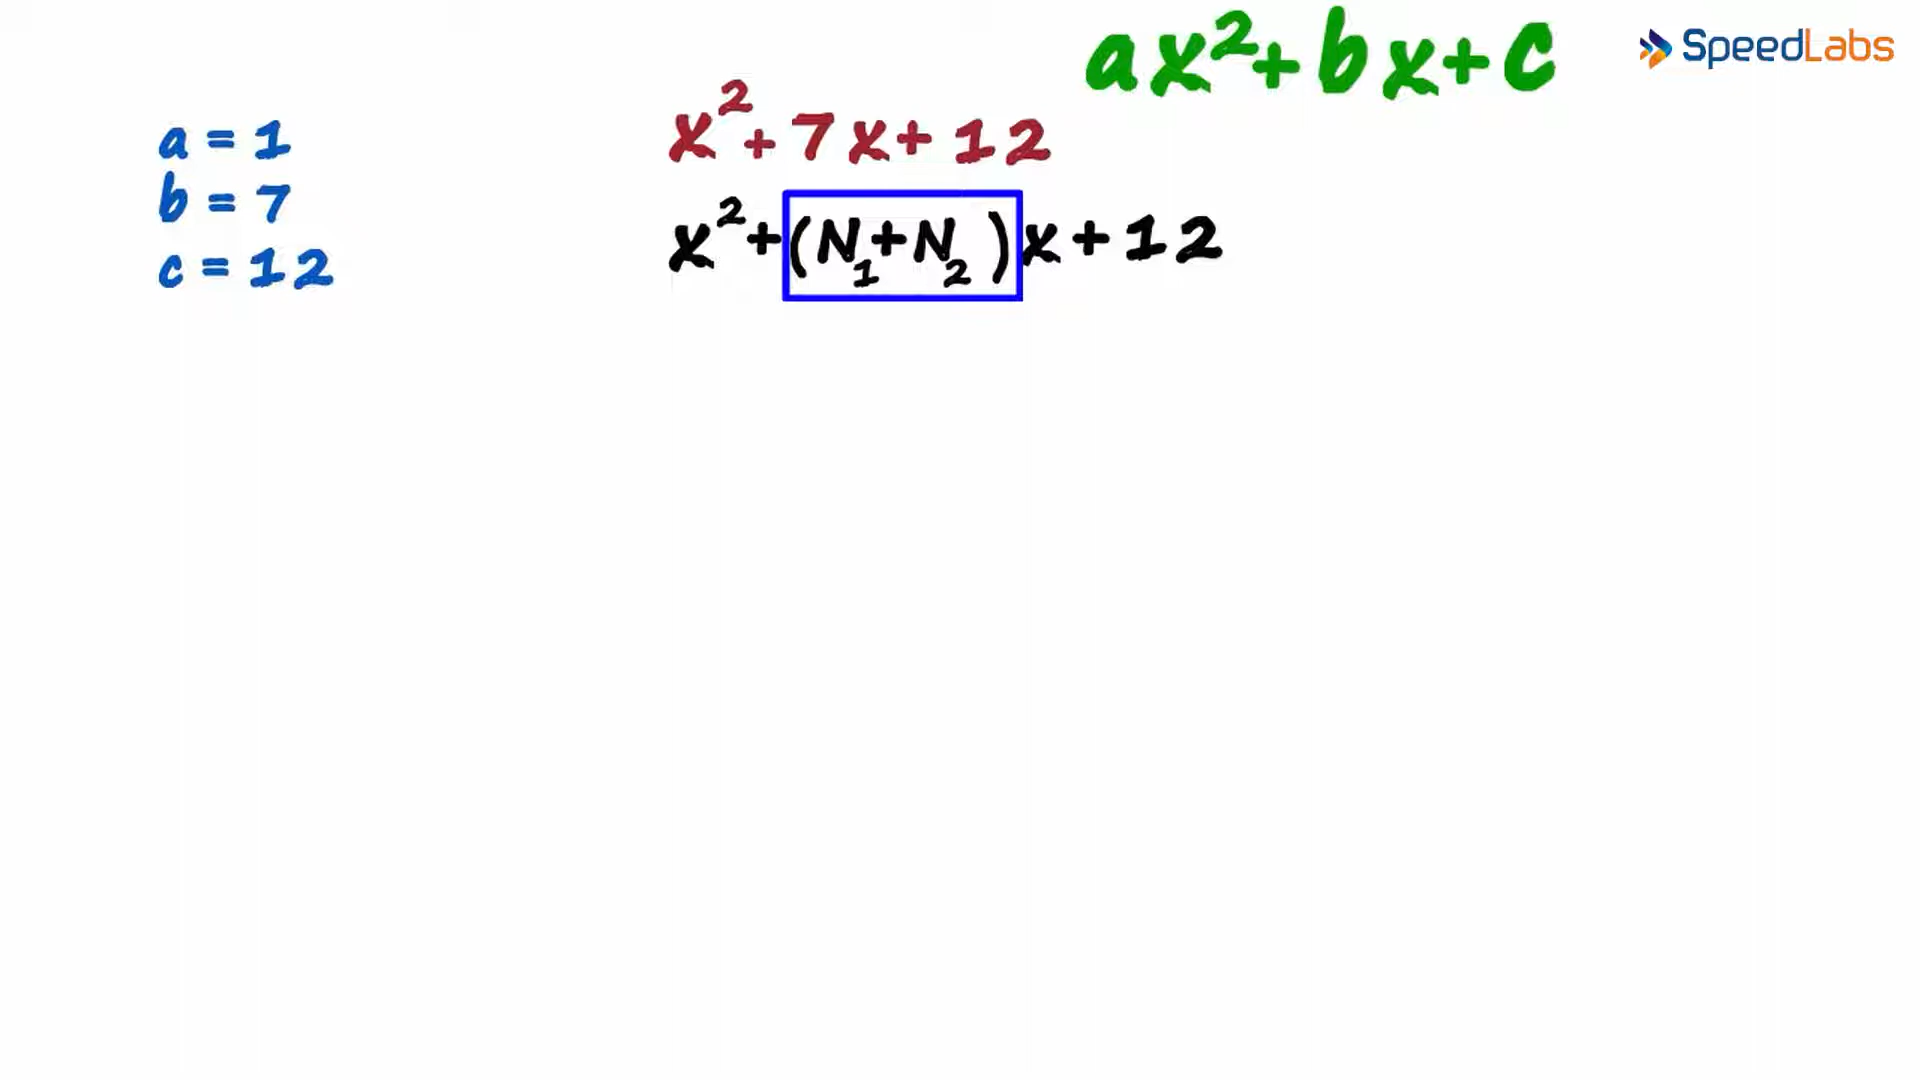 ax²+bx+c
SpeedLabs
x²+7x+12
a=1
b=7
c=12
x²+(N₁+N₂)x+12